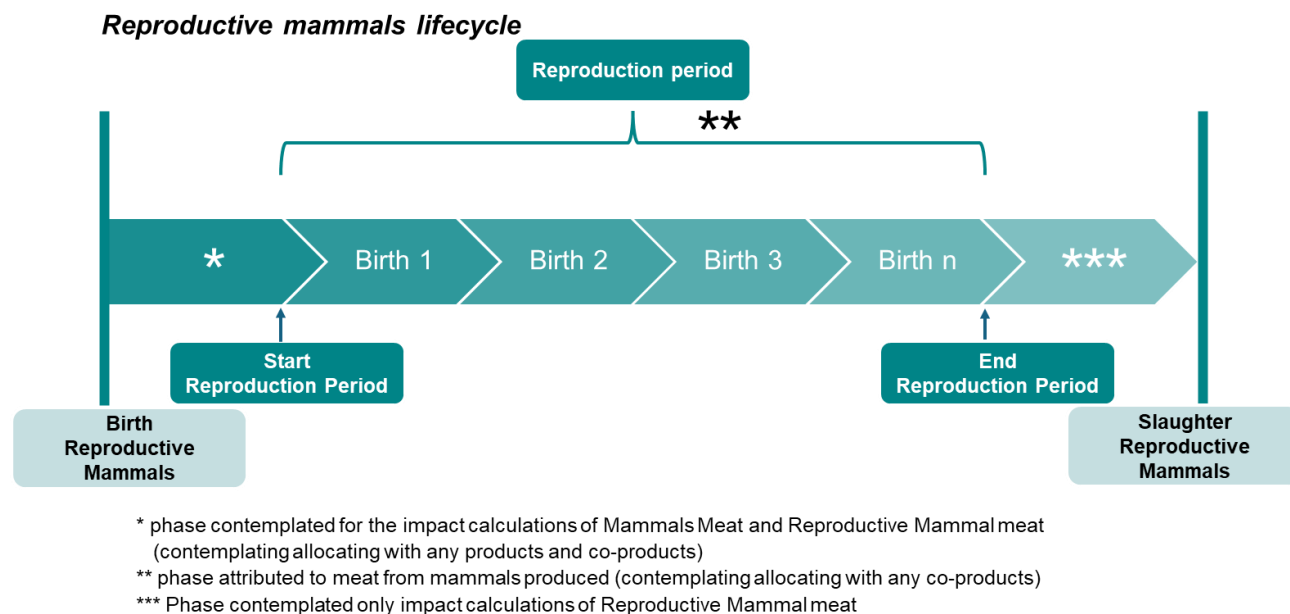 Reproductive mammals lifecycle
Reproduction period
**
*
Birth 1
Birth 2
Birth 3
Birth n
***
Start
Reproduction Period
End
Reproduction Period
Birth
Reproductive
Mammals
Slaughter
Reproductive
Mammals
* phase contemplated for the impact calculations of Mammals Meat and Reproductive Mammal meat
(contemplating allocating with any products and co-products)
** phase attributed to meat from mammals produced (contemplating allocating with any co-products)
*** Phase contemplated only impact calculations of Reproductive Mammal meat